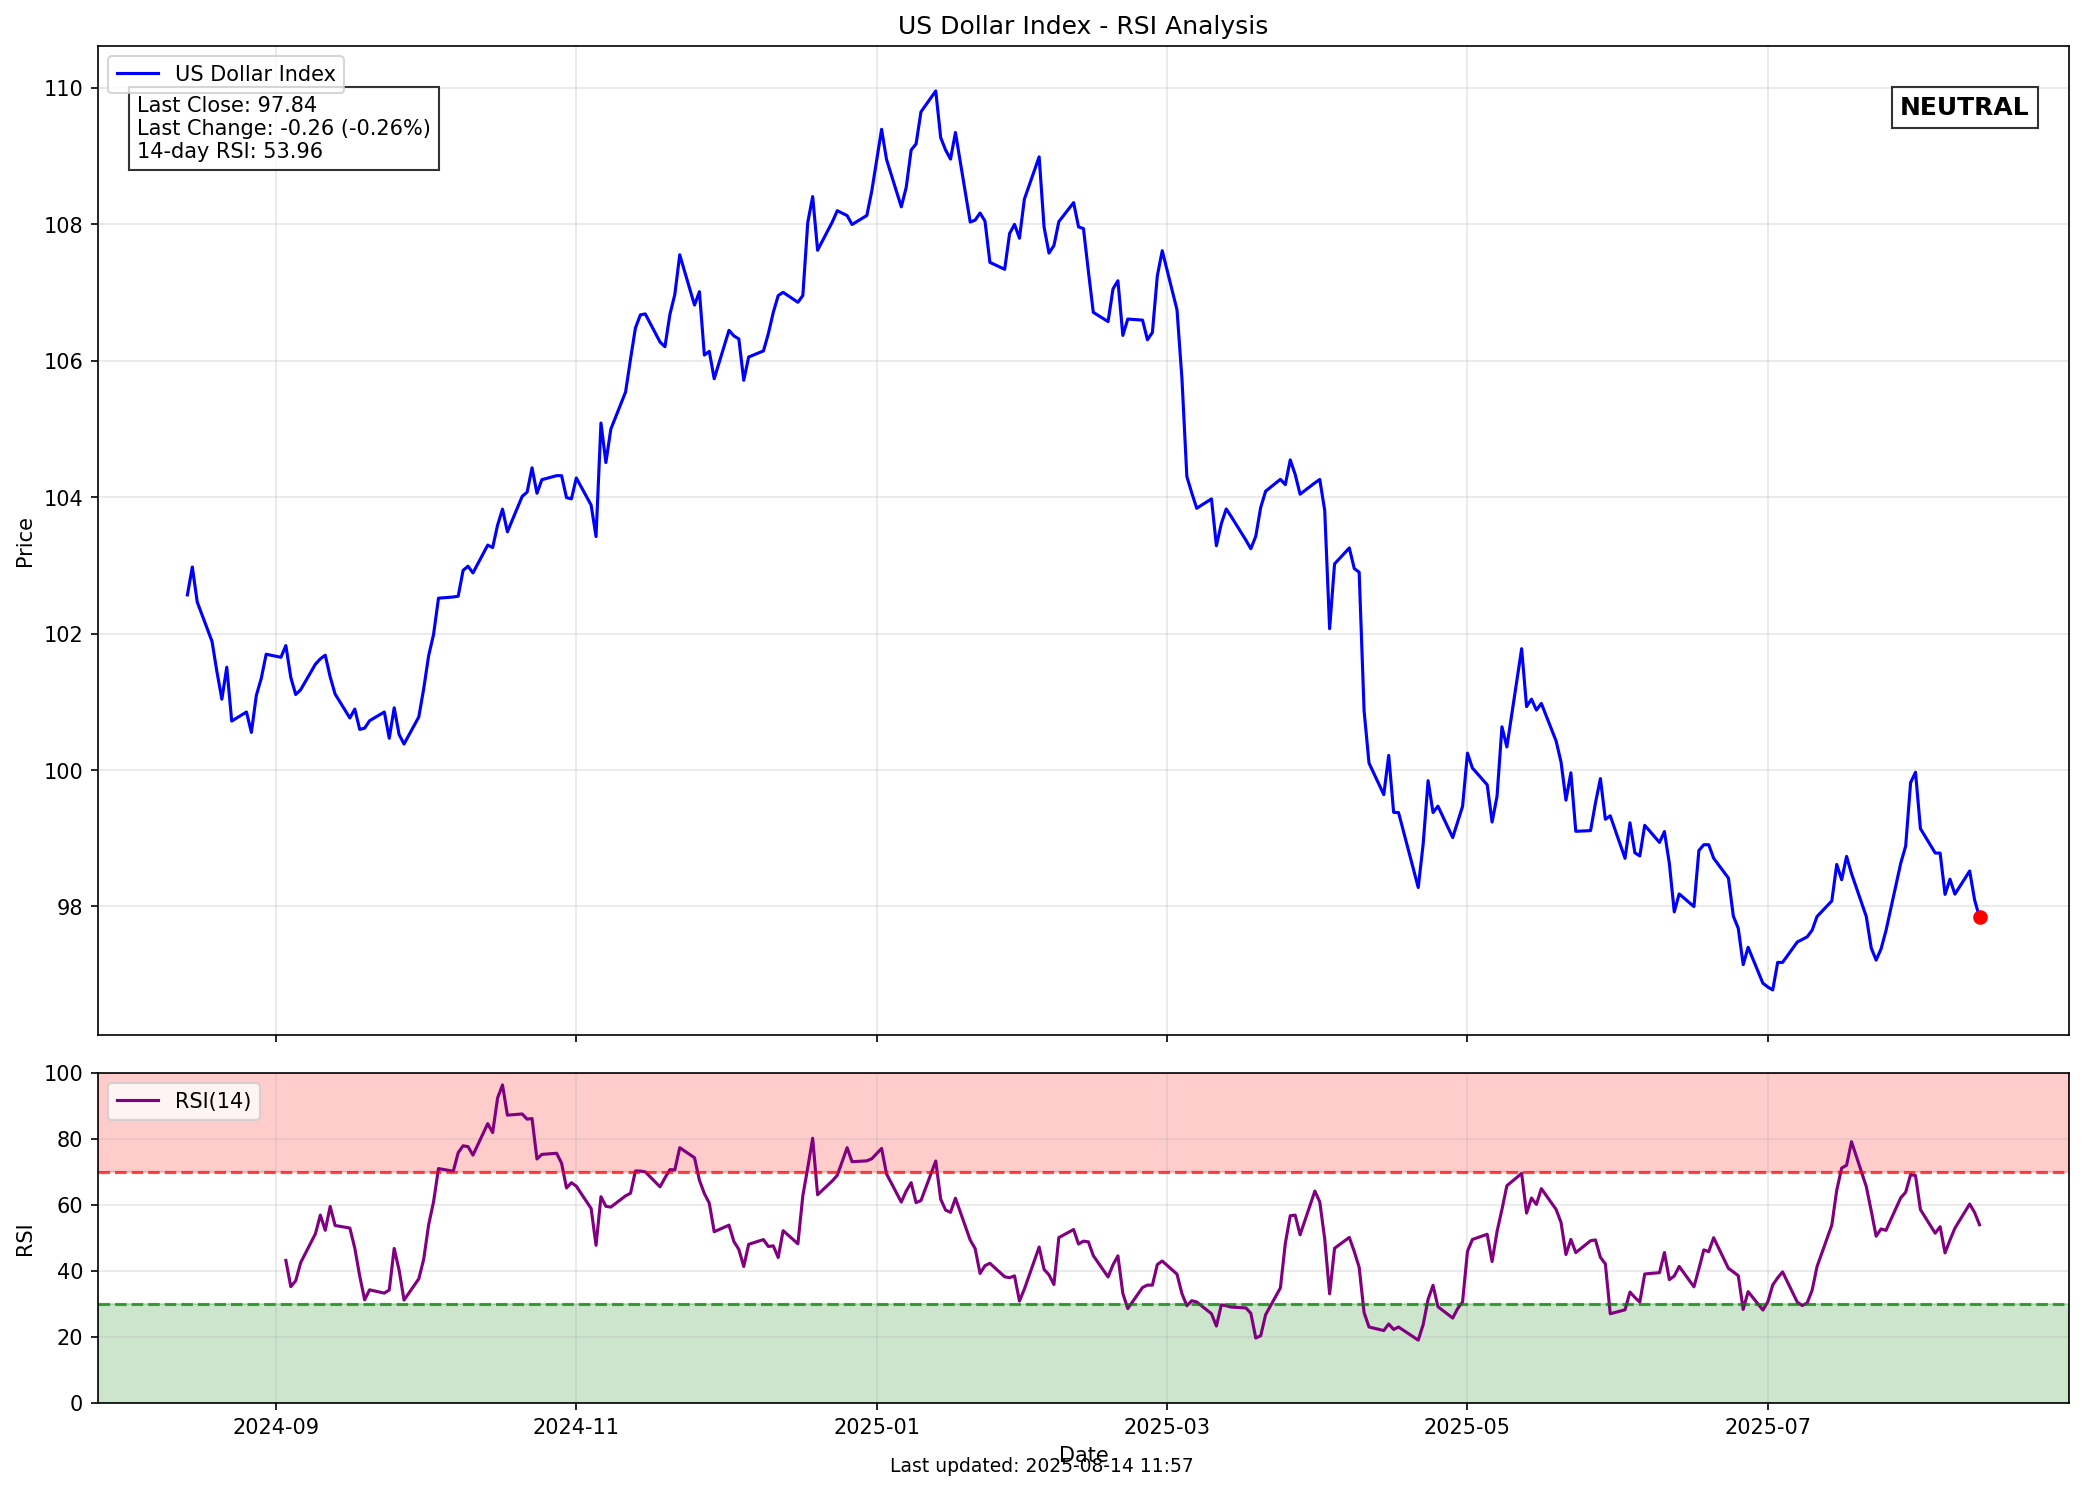 US Dollar Index - RSI Analysis
US Dollar Index
Last Close: 97.84
Last Change: -0.26 (-0.26%)
14-day RSI: 53.96
NEUTRAL
Price
110
108
106
104
102
100
98
RSI(14)
RSI
100
80
60
40
20
0
2024-09
2024-11
2025-01
2025-03
2025-05
2025-07
Date
Last updated: 2025-08-14 11:57